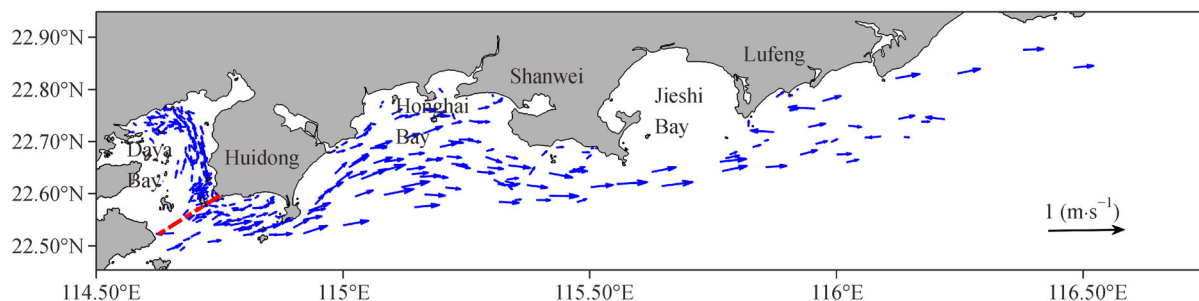 22.90°N
22.80°N
22.70°N
22.60°N
22.50°N
Lufeng
Shanwei
Honghai
Bay
Jieshi
Bay
Daya
Bay
Huidong
1 (m·s⁻¹)
114.50°E
115°E
115.50°E
116°E
116.50°E